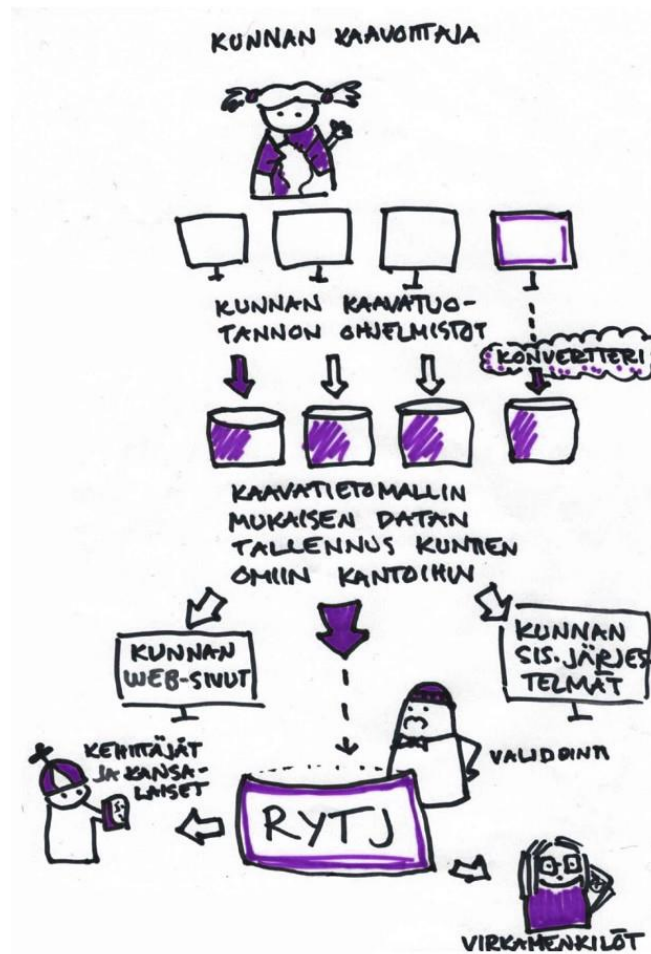 KUNNAN KAAVOITTAJA
KUNNAN KAAVATUO-
TANNON OHJELMISTOT
KONVERTTERI
KAAVATIETOMALLIN
MUKAISEN DATAN
TALLENNUS KUNTIEN
OMIIN KANTOIHIN
KUNNAN
WEB-SIVUT
KUNNAN
SIS.JÄRJES
TELMÄT
KEHITTÄJÄT
JA KANSA-
LAISET
VALIDOINTI
RYTJ
VIRKAMENKILÖT